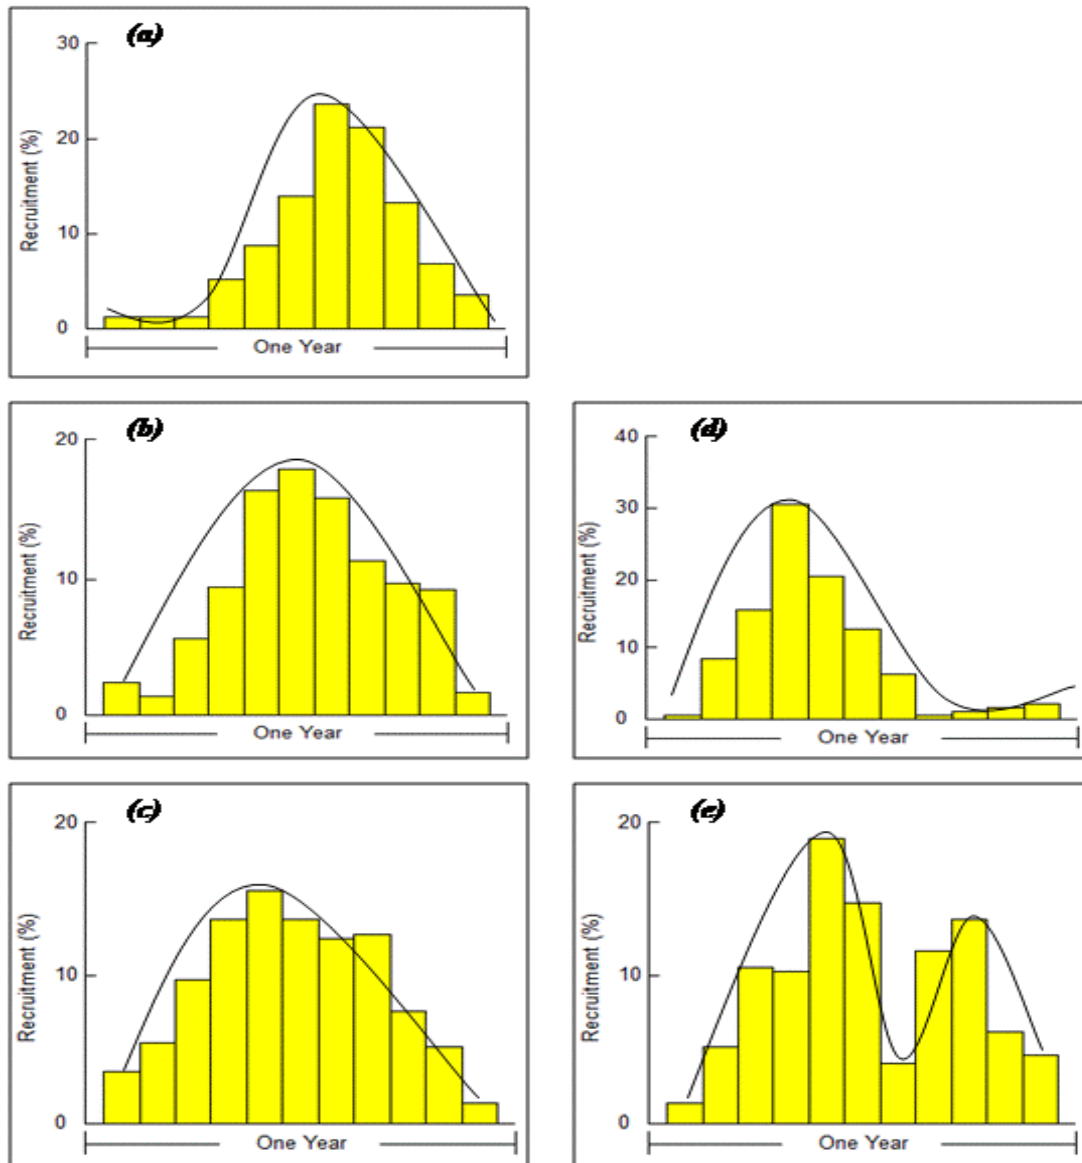 (a)
30
20
10
0
Recruitment (%)
One Year
(b)
20
10
0
Recruitment (%)
One Year
(d)
40
30
20
10
0
Recruitment (%)
One Year
(c)
20
10
0
Recruitment (%)
One Year
(e)
20
10
0
Recruitment (%)
One Year